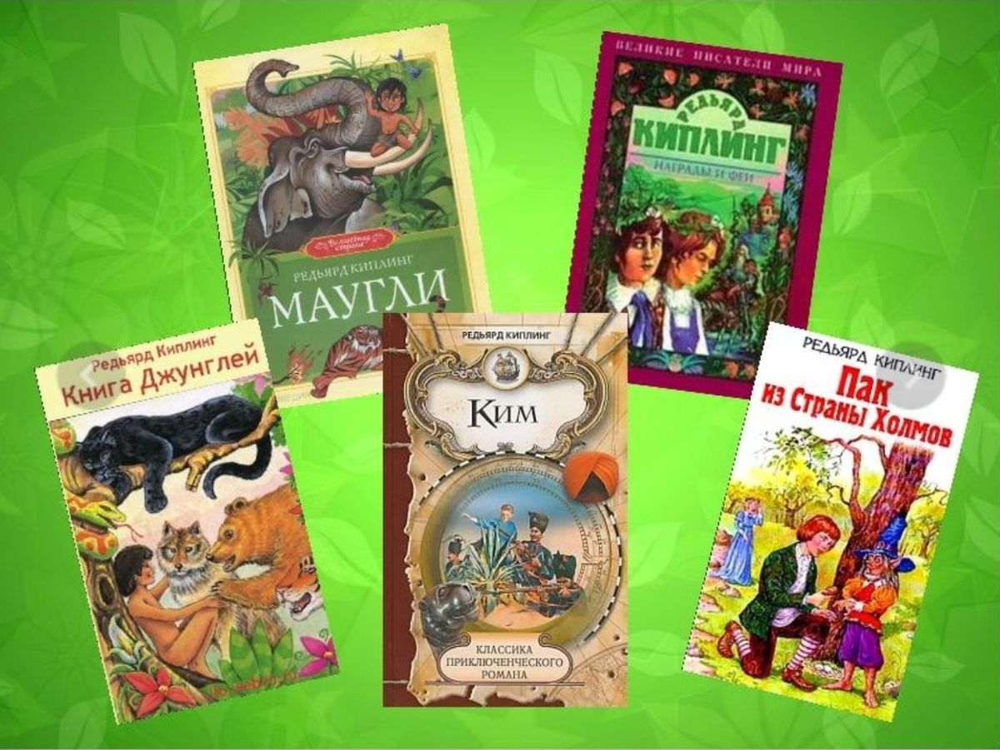 Волшебная
страна
РЕДЬЯРД КИПЛИНГ
МАУГЛИ
ВЕЛИКИЕ ПИСАТЕЛИ МИРА
РЕДЬЯРД
КИПЛИНГ
НАГРАДЫ И ФЕИ
Редьярд Киплинг
Книга Джунглей
РЕДЬЯРД КИПЛИНГ
Ким
КЛАССИКА
ПРИКЛЮЧЕНЧЕСКОГО
РОМАНА
РЕДЬЯРД КИПЛИНГ
Пак
из Страны Холмов